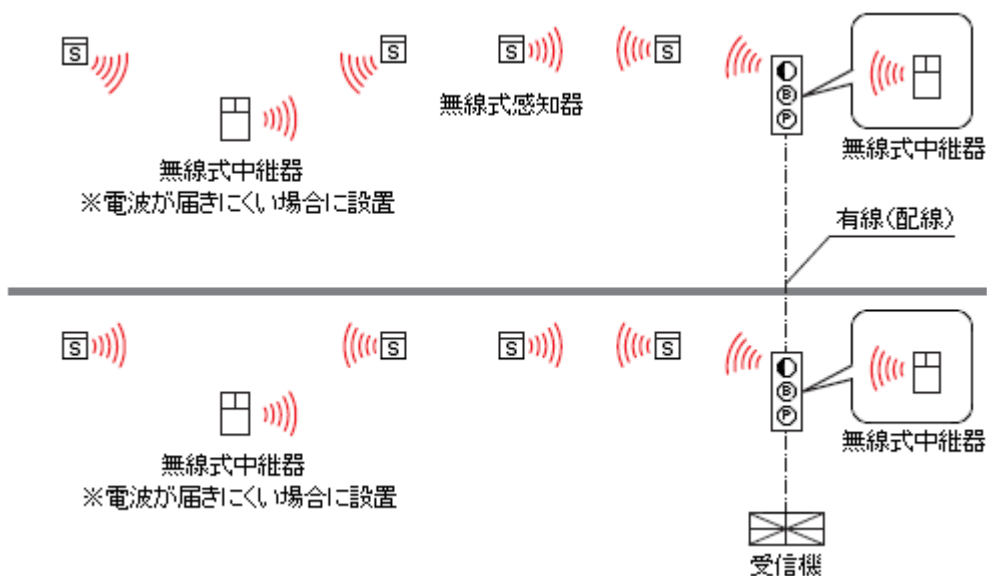 S S S S
B
P
無線式感知器
無線式中継器
無線式中継器
※電波が届きにくい場合に設置
有線(配線)
S S S S
B
P
無線式中継器
無線式中継器
※電波が届きにくい場合に設置
受信機